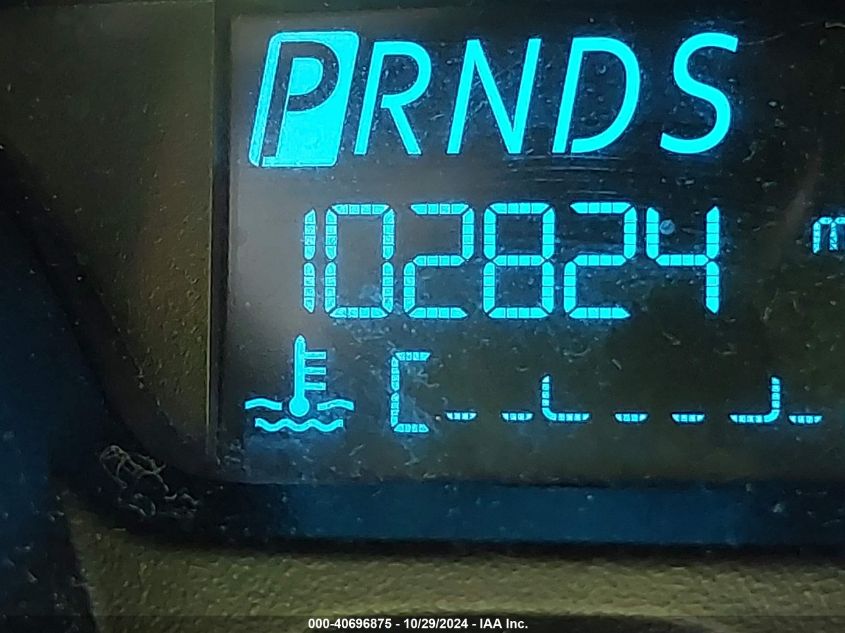 PRNDS
102824 m
C
000-40696875 - 10/29/2024 - IAA Inc.